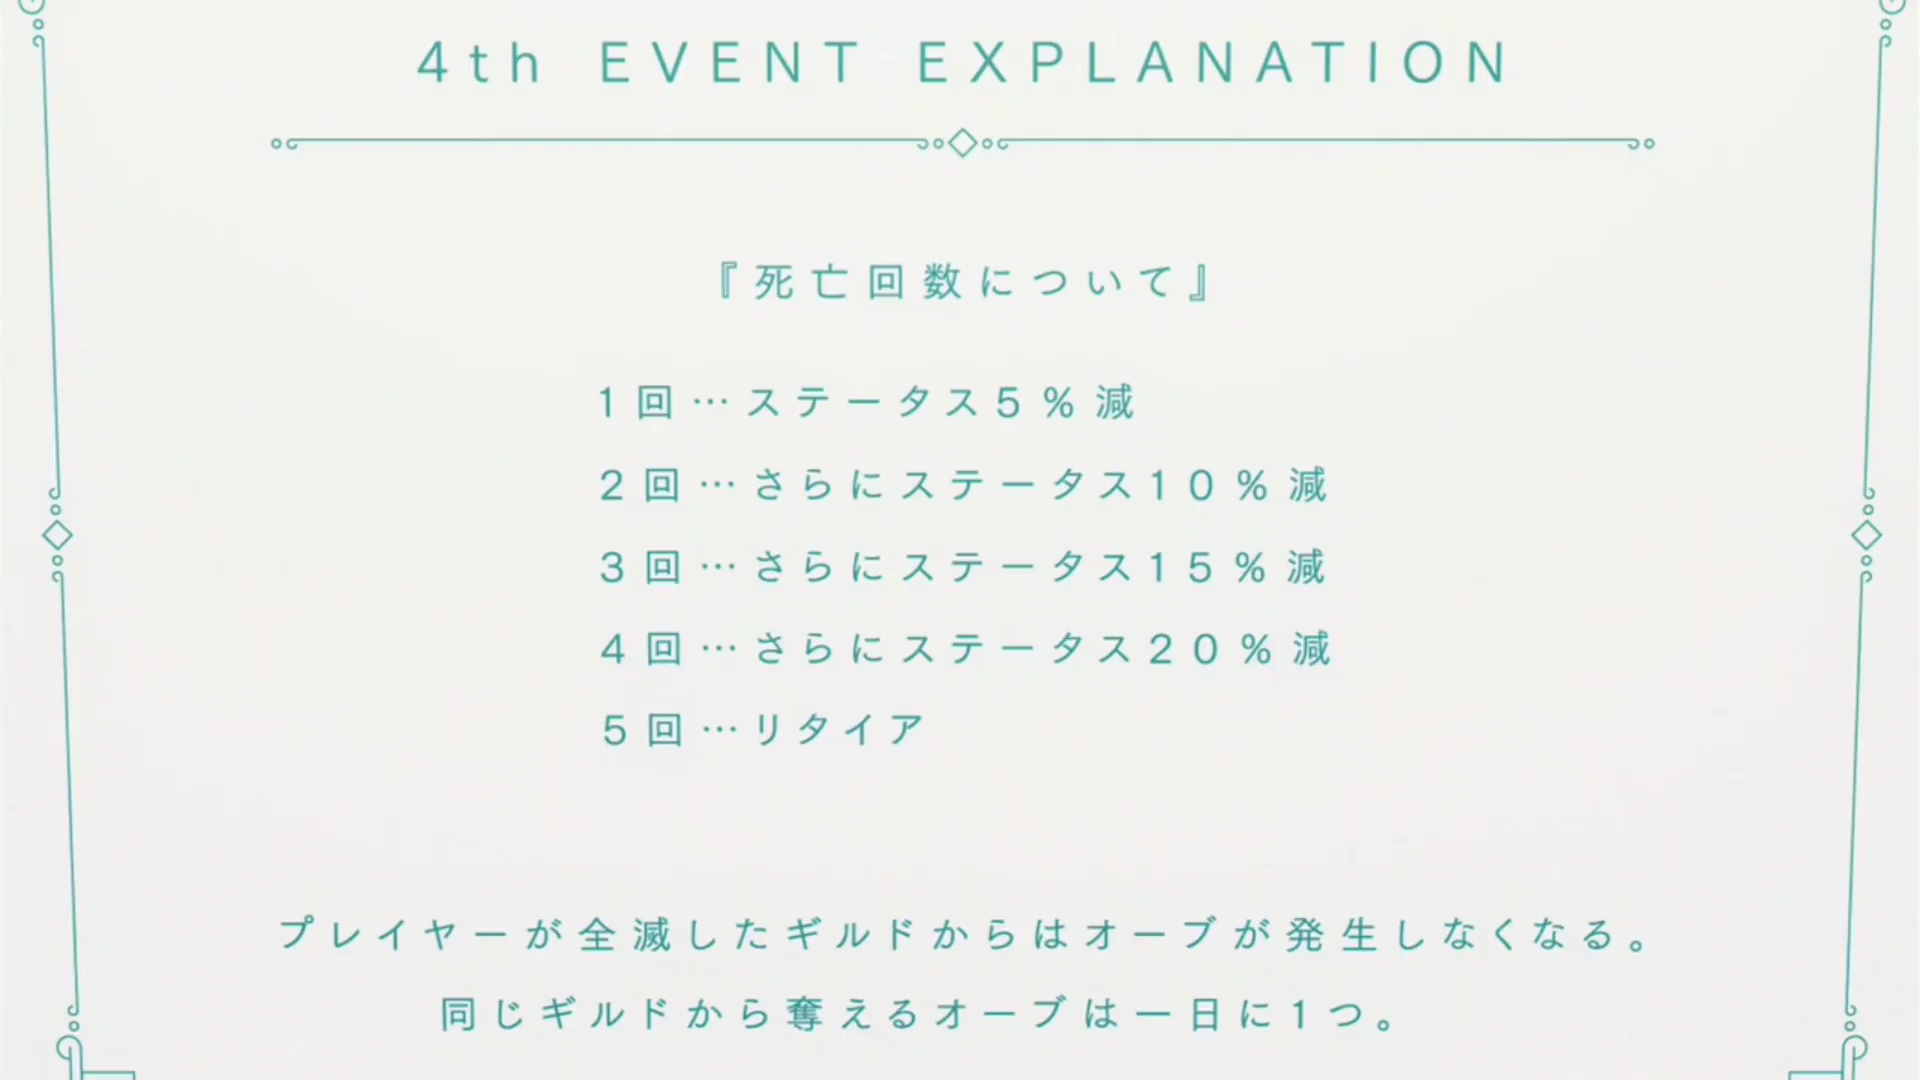 4th EVENT EXPLANATION
『死亡回数について』
1回…ステータス5%減
2回…さらにステータス10%減
3回…さらにステータス15%減
4回…さらにステータス20%減
5回…リタイア
プレイヤーが全滅したギルドからはオーブが発生しなくなる。
同じギルドから奪えるオーブは一日に1つ。